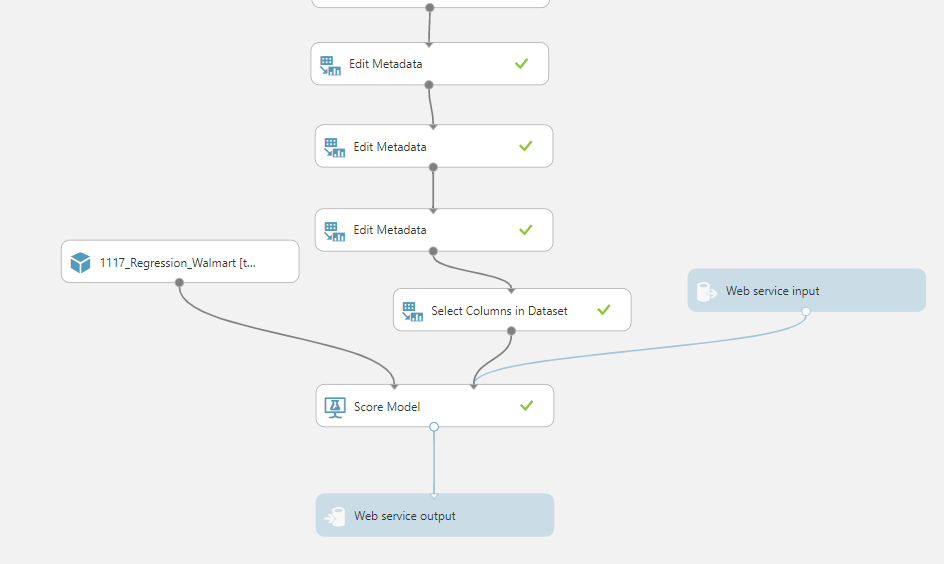 Edit Metadata
Edit Metadata
Edit Metadata
1117_Regression_Walmart [t...
Web service input
Select Columns in Dataset
Score Model
Web service output